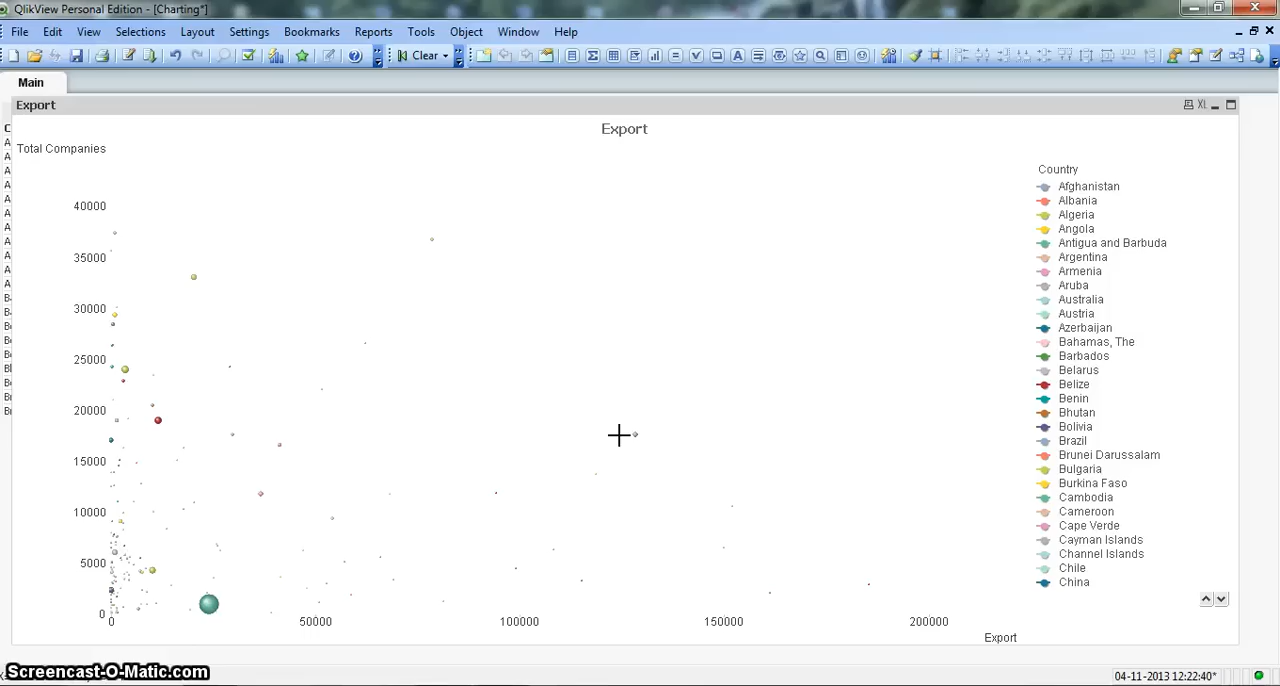 QlikView Personal Edition - [Charting*]
File Edit View Selections Layout Settings Bookmarks Reports Tools Object Window Help
Clear
Main
Export
XL
Export
Total Companies
Country
Afghanistan
Albania
Algeria
Angola
Antigua and Barbuda
Argentina
Armenia
Aruba
Australia
Austria
Azerbaijan
Bahamas, The
Barbados
Belarus
Belize
Benin
Bhutan
Bolivia
Brazil
Brunei Darussalam
Bulgaria
Burkina Faso
Cambodia
Cameroon
Cape Verde
Cayman Islands
Channel Islands
Chile
China
40000
35000
30000
25000
20000
15000
10000
5000
0
0 50000 100000 150000 200000
Export
Screencast-O-Matic.com
04-11-2013 12:22:40*